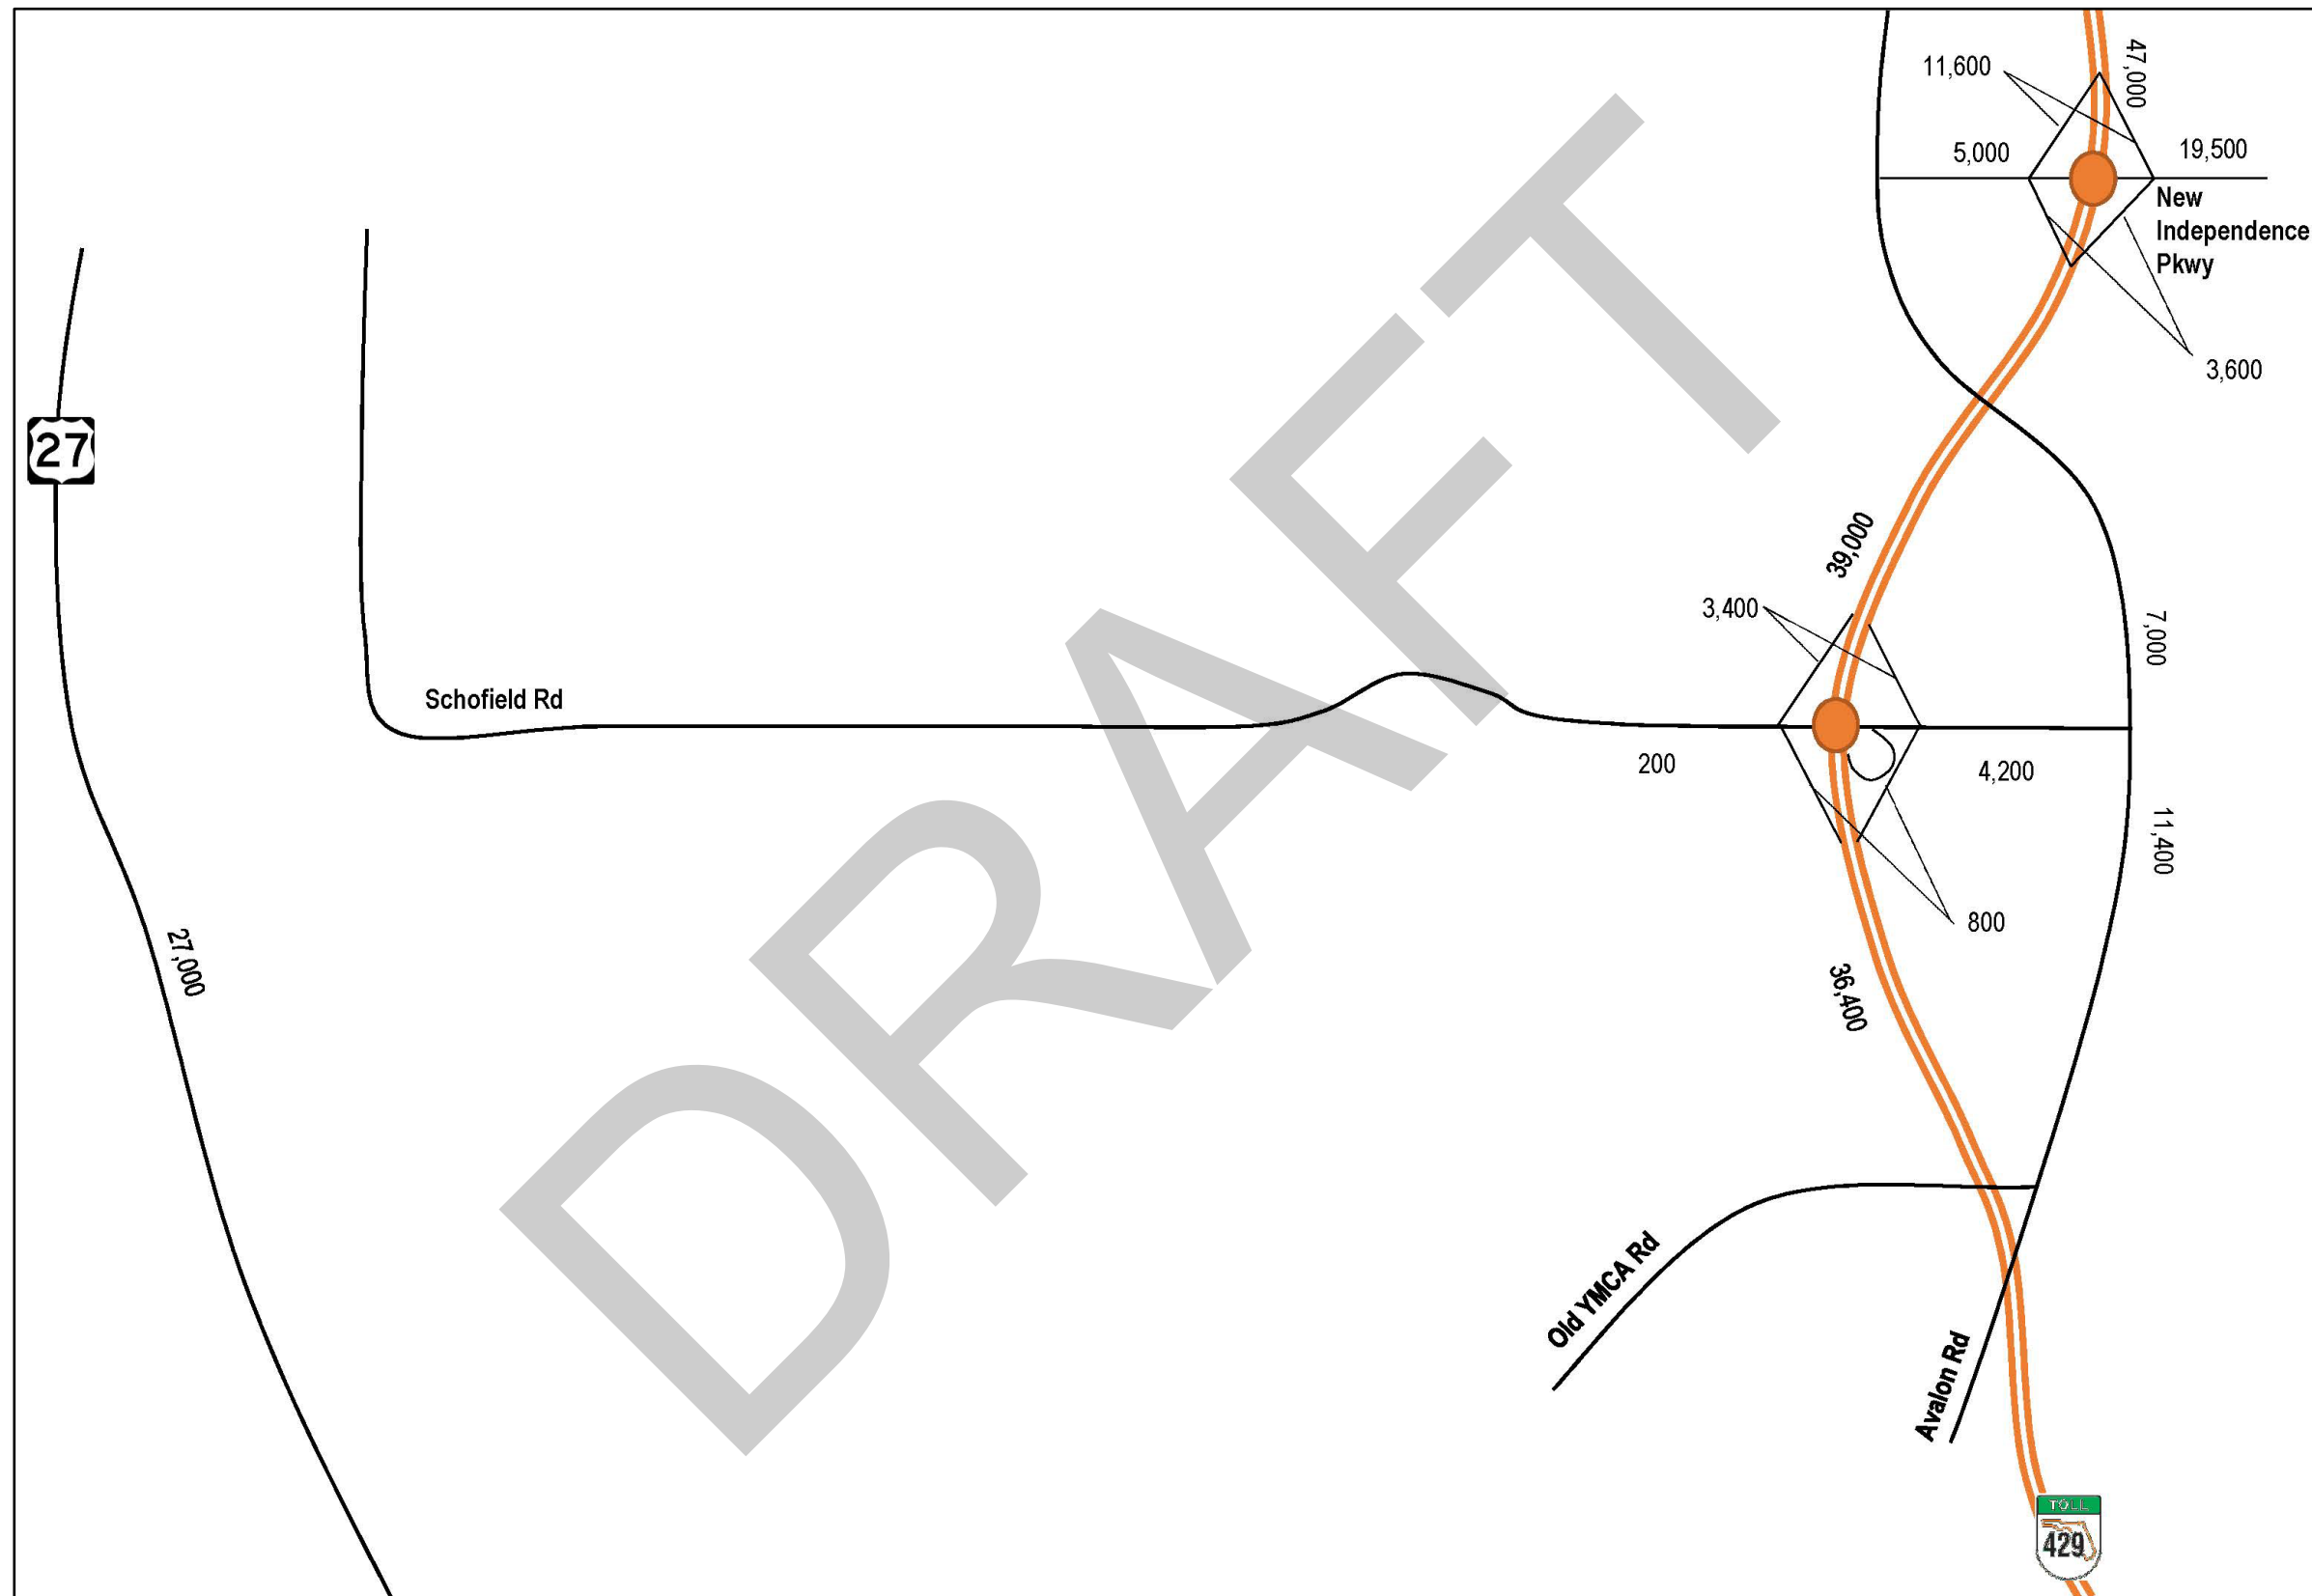 47,000
11,600
5,000
19,500
New
Independence
Pkwy
3,600
27
39,000
3,400
7,000
Schofield Rd
200
4,200
11,400
800
27,000
36,400
Old YMCA Rd
Avalon Rd
TOLL
429
DRAFT